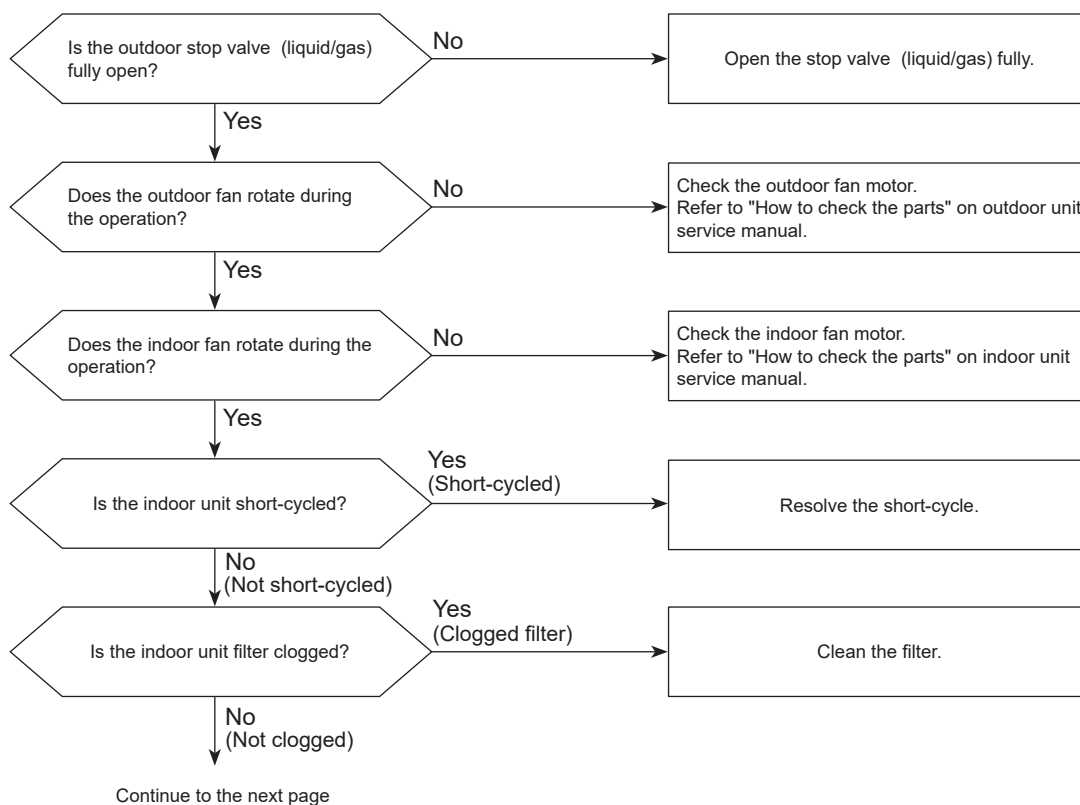 Is the outdoor stop valve (liquid/gas)
fully open?
No
Open the stop valve (liquid/gas) fully.
Yes
Does the outdoor fan rotate during
the operation?
No
Check the outdoor fan motor.
Refer to "How to check the parts" on outdoor unit
service manual.
Yes
Does the indoor fan rotate during the
operation?
No
Check the indoor fan motor.
Refer to "How to check the parts" on indoor unit
service manual.
Yes
Is the indoor unit short-cycled?
Yes
(Short-cycled)
Resolve the short-cycle.
No
(Not short-cycled)
Is the indoor unit filter clogged?
Yes
(Clogged filter)
Clean the filter.
No
(Not clogged)
Continue to the next page